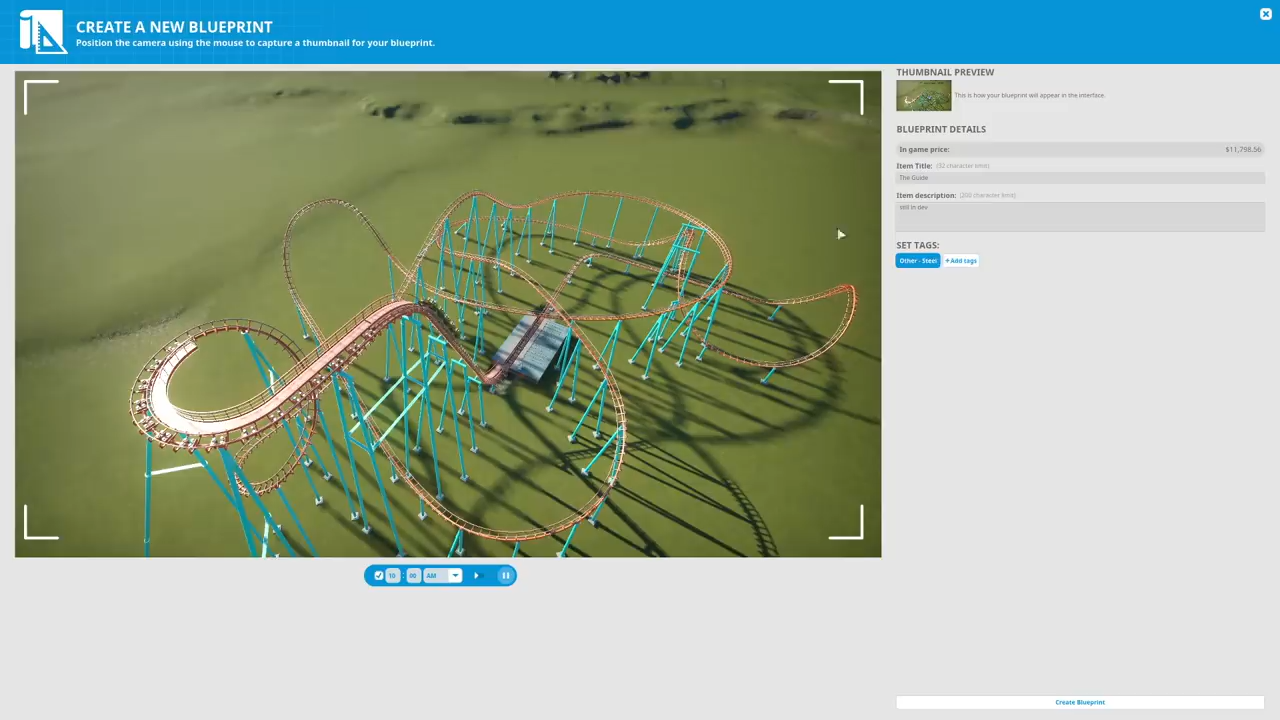 CREATE A NEW BLUEPRINT
Position the camera using the mouse to capture a thumbnail for your blueprint.
THUMBNAIL PREVIEW
This is how your blueprint will appear in the interface.
BLUEPRINT DETAILS
In game price: $11,798.56
Item Title: (32 character limit)
The Guide
Item description: (200 character limit)
still in dev
SET TAGS:
Other - Steel + Add tags
10 : 00 AM
Create Blueprint